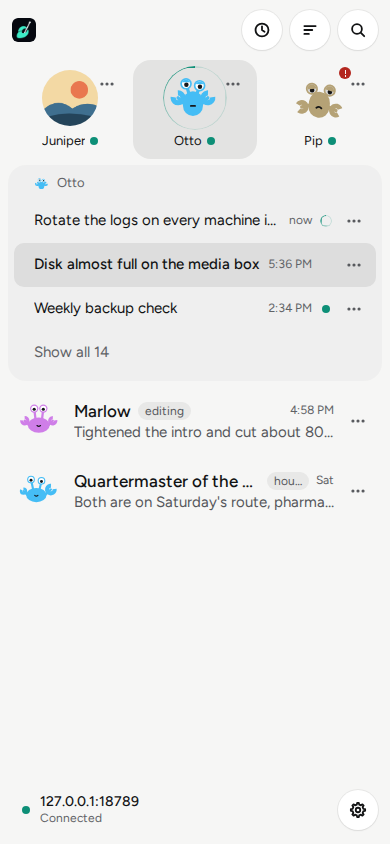 Juniper
Otto
Pip
Otto
Rotate the logs on every machine i... now
Disk almost full on the media box 5:36 PM
Weekly backup check 2:34 PM
Show all 14
Marlow editing 4:58 PM
Tightened the intro and cut about 80...
Quartermaster of the ... hou... Sat
Both are on Saturday's route, pharma...
127.0.0.1:18789
Connected